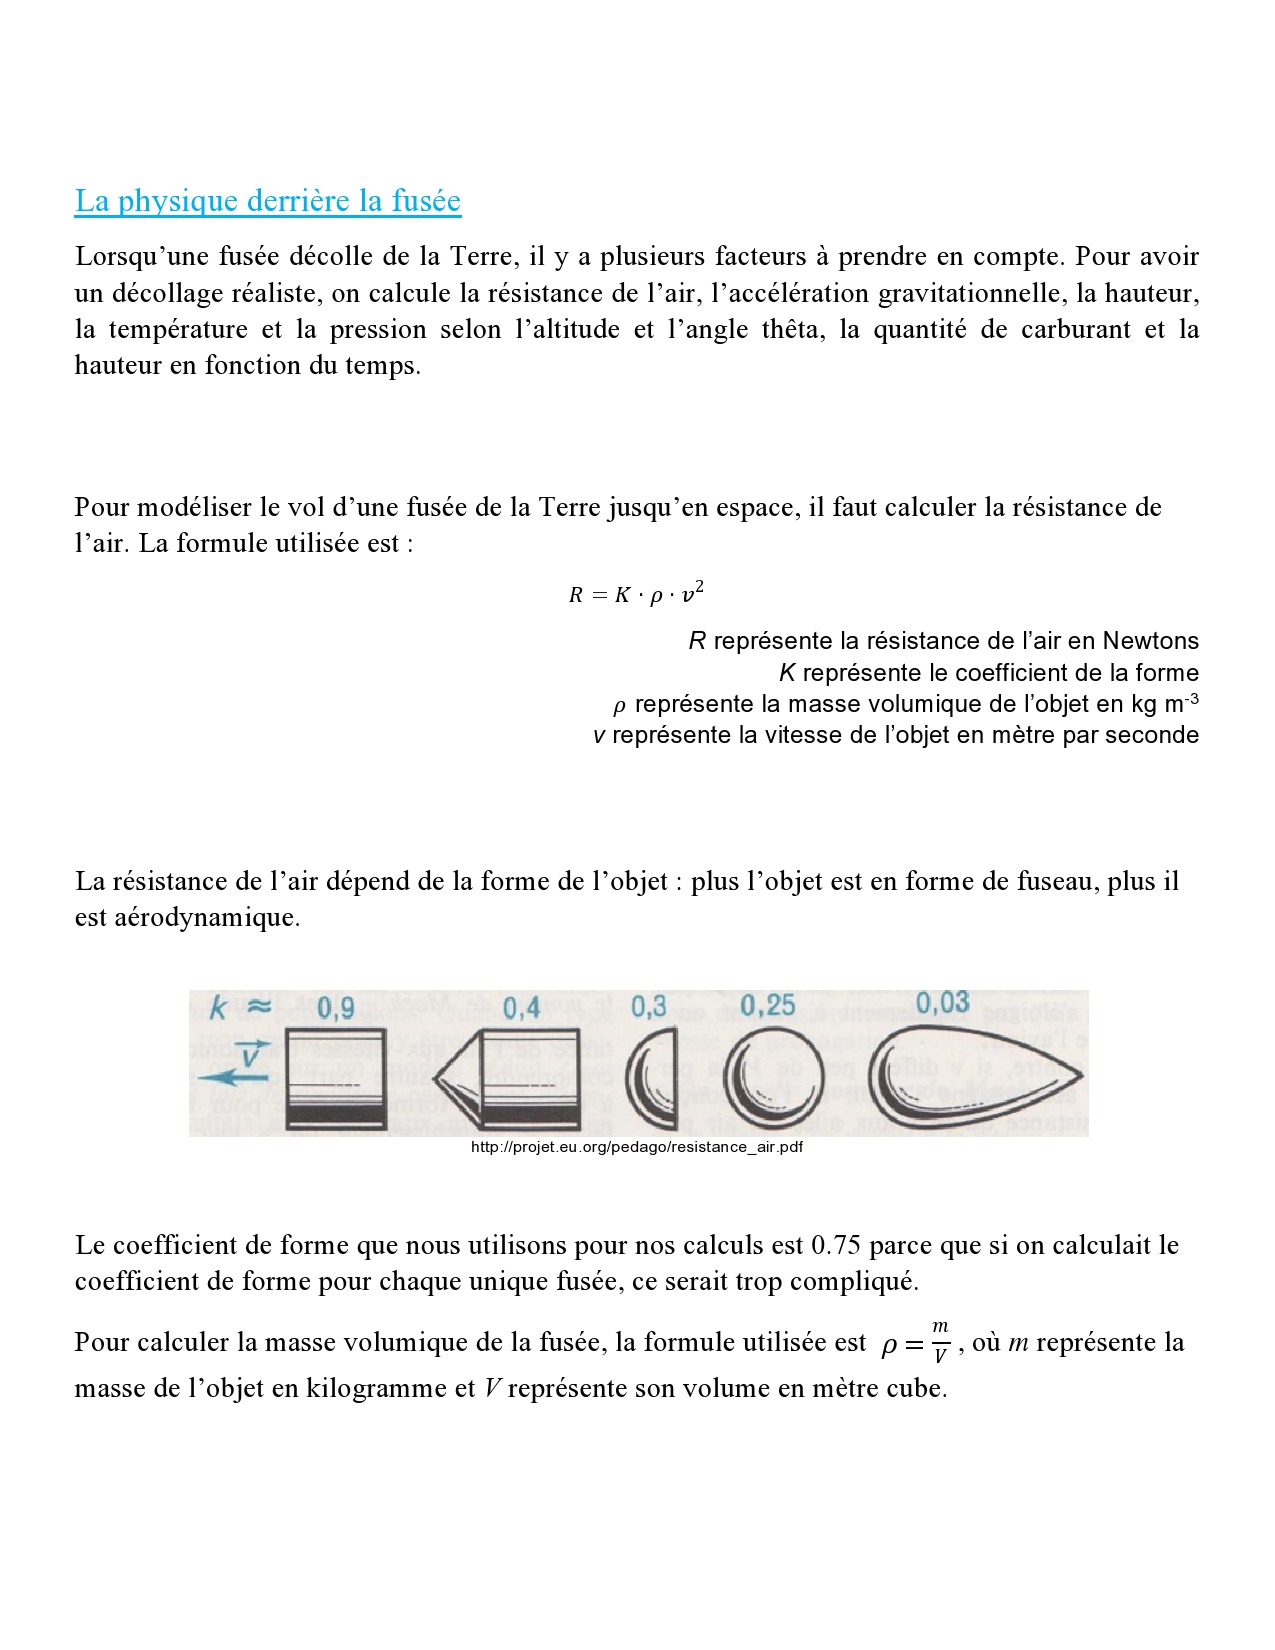 La physique derrière la fusée
Lorsqu’une fusée décolle de la Terre, il y a plusieurs facteurs à prendre en compte. Pour avoir
un décollage réaliste, on calcule la résistance de l’air, l’accélération gravitationnelle, la hauteur,
la température et la pression selon l’altitude et l’angle thêta, la quantité de carburant et la
hauteur en fonction du temps.
Pour modéliser le vol d’une fusée de la Terre jusqu’en espace, il faut calculer la résistance de
l’air. La formule utilisée est :
R = K · ρ · v²
R représente la résistance de l’air en Newtons
K représente le coefficient de la forme
ρ représente la masse volumique de l’objet en kg m⁻³
v représente la vitesse de l’objet en mètre par seconde
La résistance de l’air dépend de la forme de l’objet : plus l’objet est en forme de fuseau, plus il
est aérodynamique.
k ≈ 0,9 0,4 0,3 0,25 0,03
v
http://projet.eu.org/pedago/resistance_air.pdf
Le coefficient de forme que nous utilisons pour nos calculs est 0.75 parce que si on calculait le
coefficient de forme pour chaque unique fusée, ce serait trop compliqué.
Pour calculer la masse volumique de la fusée, la formule utilisée est ρ = m/V , où m représente la
masse de l’objet en kilogramme et V représente son volume en mètre cube.